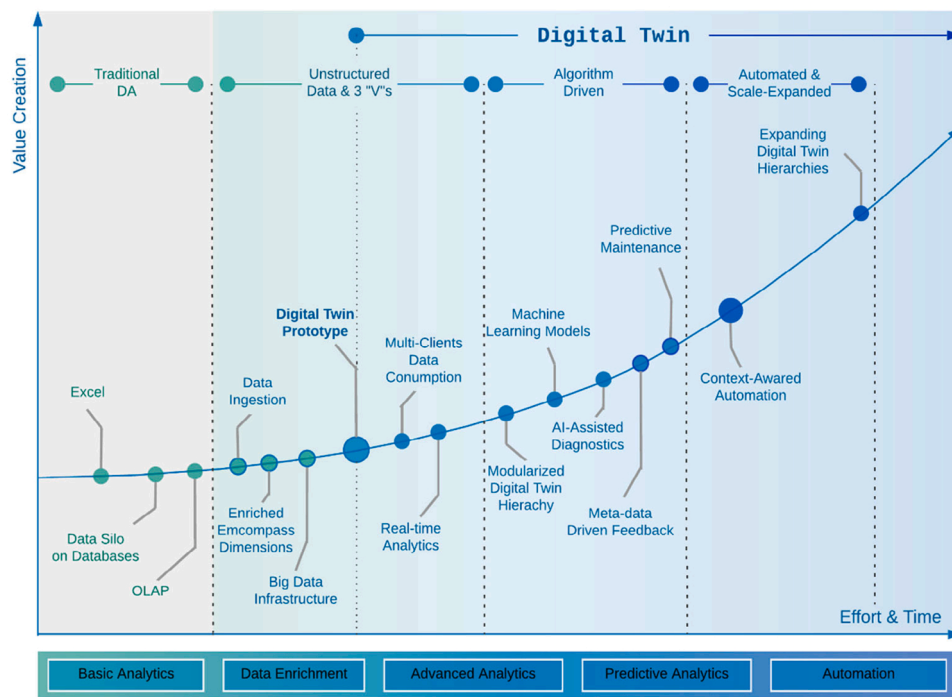 Digital Twin
Traditional
DA
Unstructured
Data & 3 "V"s
Algorithm
Driven
Automated &
Scale-Expanded
Value Creation
Expanding
Digital Twin
Hierarchies
Predictive
Maintenance
Digital Twin
Prototype
Multi-Clients
Data
Conumption
Machine
Learning Models
Excel
Data
Ingestion
Context-Awared
Automation
AI-Assisted
Diagnostics
Modularized
Digital Twin
Hierachy
Enriched
Emcompass
Dimensions
Meta-data
Driven Feedback
Real-time
Analytics
Data Silo
on Databases
OLAP
Big Data
Infrastructure
Effort & Time
Basic Analytics
Data Enrichment
Advanced Analytics
Predictive Analytics
Automation